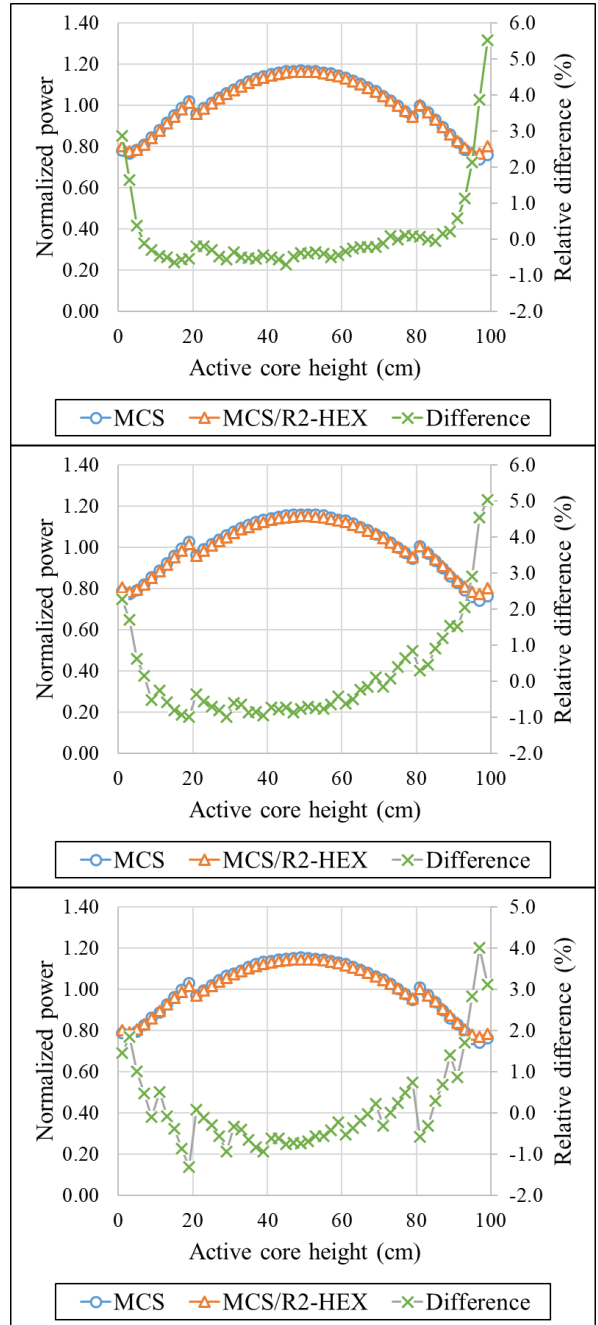 1.40 6.0
1.20 5.0
1.00 4.0
0.80 3.0
0.60 2.0
0.40 1.0
0.20 0.0
0.00 -1.0
-2.0
Normalized power
Relative difference (%)
0 20 40 60 80 100
Active core height (cm)
MCS MCS/R2-HEX Difference
1.40 6.0
1.20 5.0
1.00 4.0
0.80 3.0
0.60 2.0
0.40 1.0
0.20 0.0
0.00 -1.0
-2.0
Normalized power
Relative difference (%)
0 20 40 60 80 100
Active core height (cm)
MCS MCS/R2-HEX Difference
1.40 5.0
1.20 4.0
1.00 3.0
0.80 2.0
0.60 1.0
0.40 0.0
0.20 -1.0
0.00 -2.0
Normalized power
Relative difference (%)
0 20 40 60 80 100
Active core height (cm)
MCS MCS/R2-HEX Difference